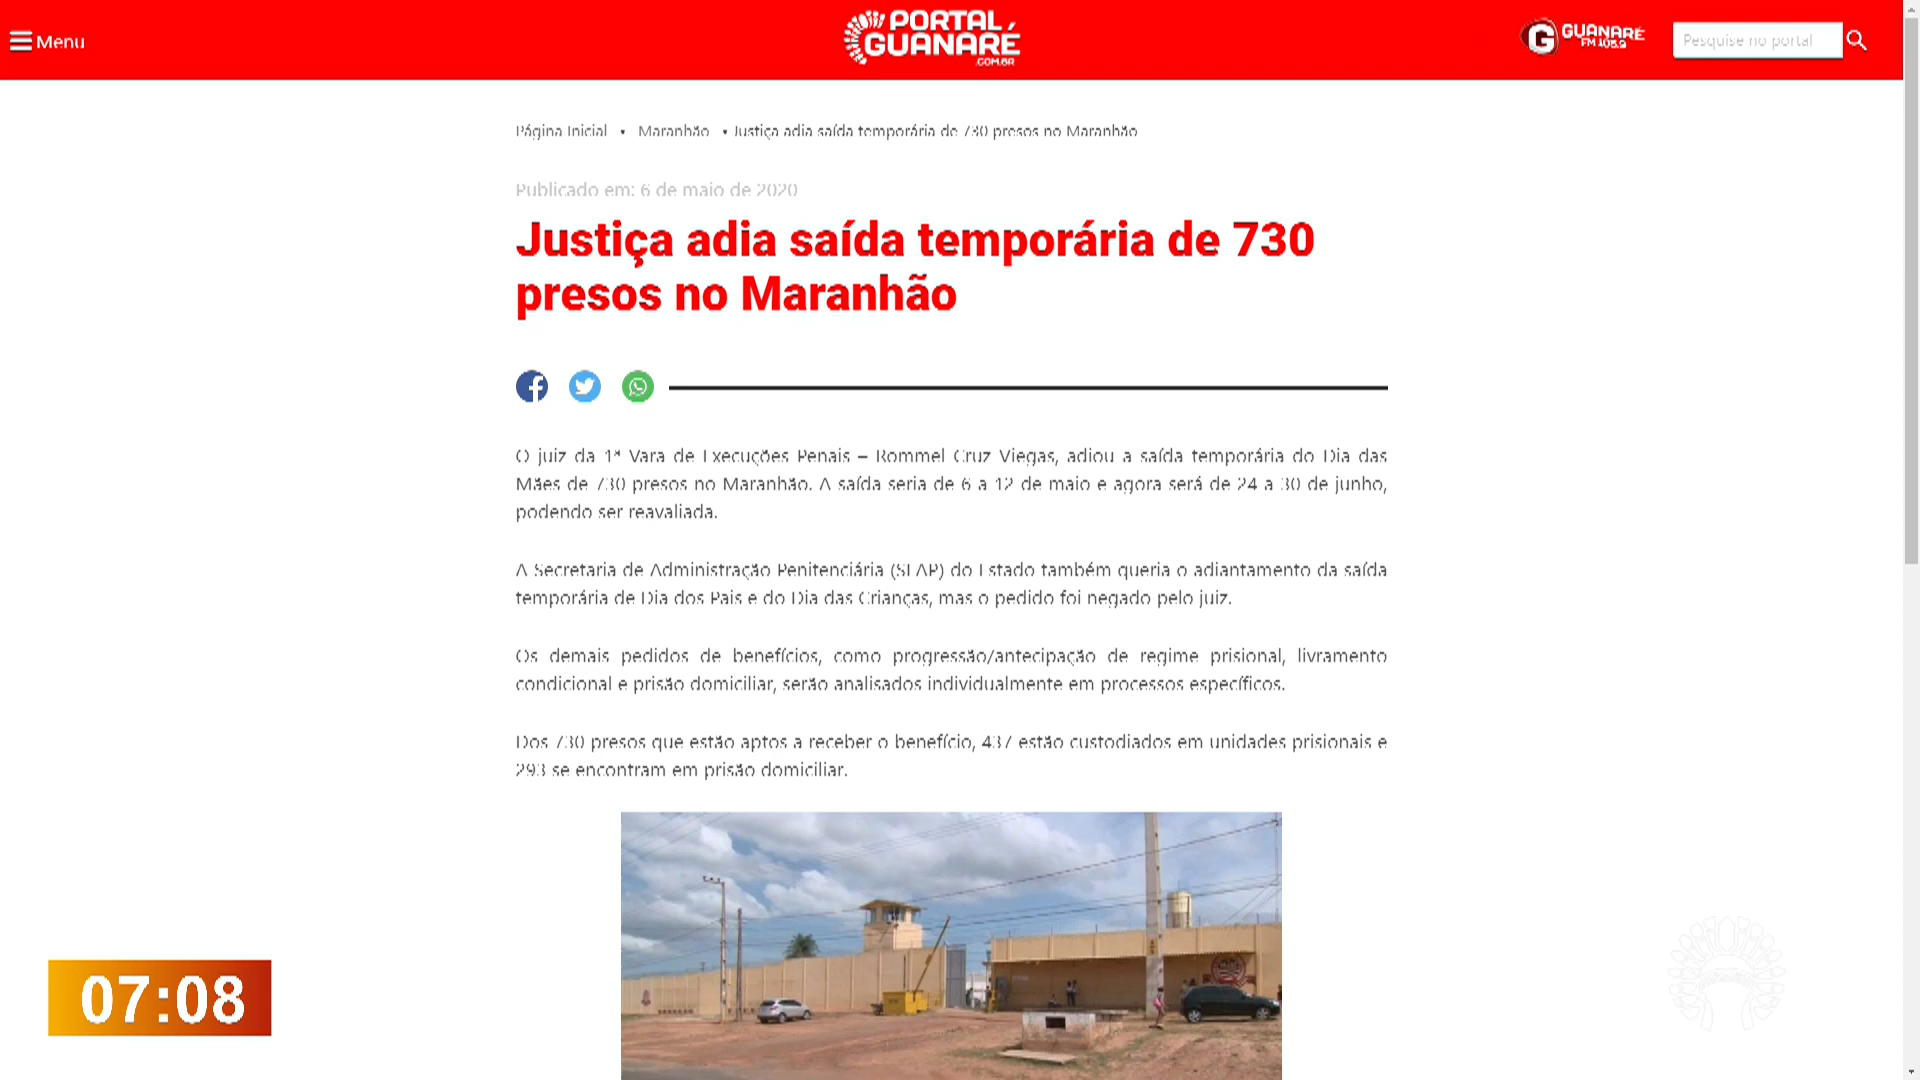 Menu
PORTAL
GUANARÉ
.COM.BR
GUANARÉ
FM 105.9
Pesquise no portal
Página Inicial • Maranhão • Justiça adia saída temporária de 730 presos no Maranhão
Publicado em: 6 de maio de 2020
Justiça adia saída temporária de 730
presos no Maranhão
O juiz da 1ª Vara de Execuções Penais – Rommel Cruz Viegas, adiou a saída temporária do Dia das
Mães de 730 presos no Maranhão. A saída seria de 6 a 12 de maio e agora será de 24 a 30 de junho,
podendo ser reavaliada.
A Secretaria de Administração Penitenciária (SEAP) do Estado também queria o adiantamento da saída
temporária de Dia dos Pais e do Dia das Crianças, mas o pedido foi negado pelo juiz.
Os demais pedidos de benefícios, como progressão/antecipação de regime prisional, livramento
condicional e prisão domiciliar, serão analisados individualmente em processos específicos.
Dos 730 presos que estão aptos a receber o benefício, 437 estão custodiados em unidades prisionais e
293 se encontram em prisão domiciliar.
07:08